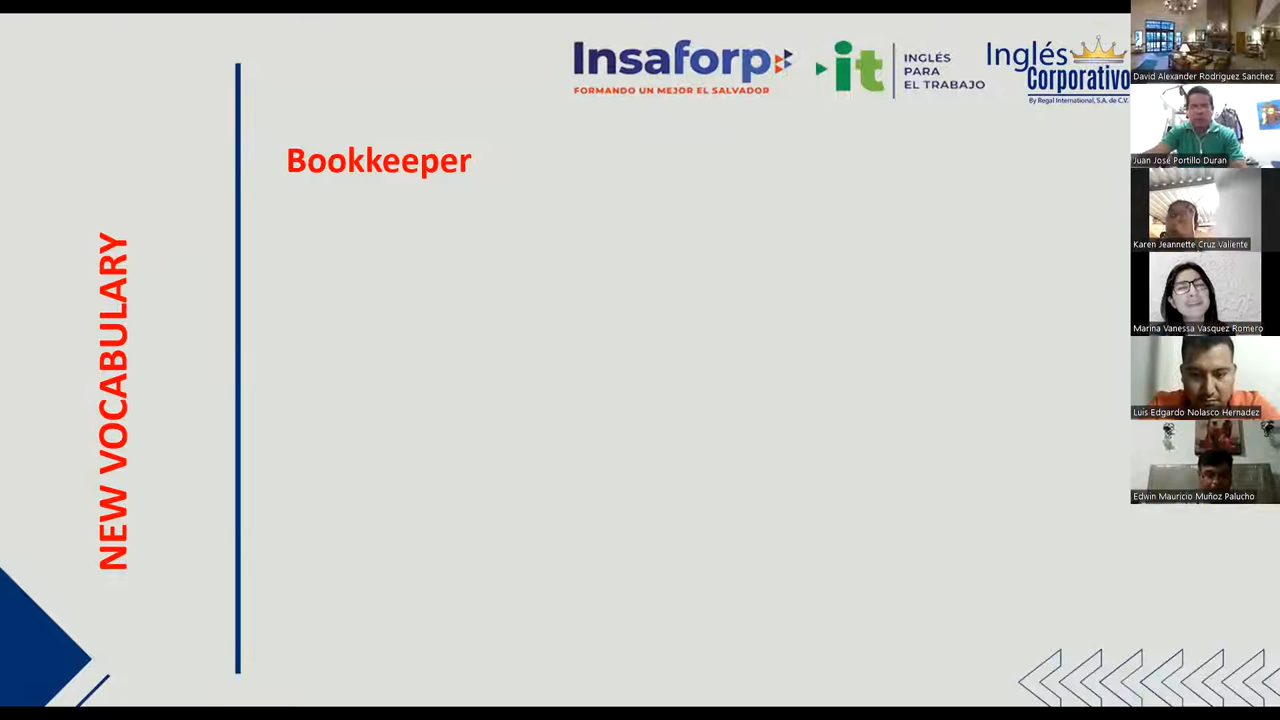 Insaforp
FORMANDO UN MEJOR EL SALVADOR
it
INGLÉS
PARA
EL TRABAJO
Inglés
Corporativo
By Regal International, S.A. de C.V.
Bookkeeper
NEW VOCABULARY
David Alexander Rodriguez Sanchez
Juan José Portillo Duran
Karen Jeannette Cruz Valiente
Marina Vanessa Vasquez Romero
Luis Edgardo Nolasco Hernadez
Edwin Mauricio Muñoz Palucho